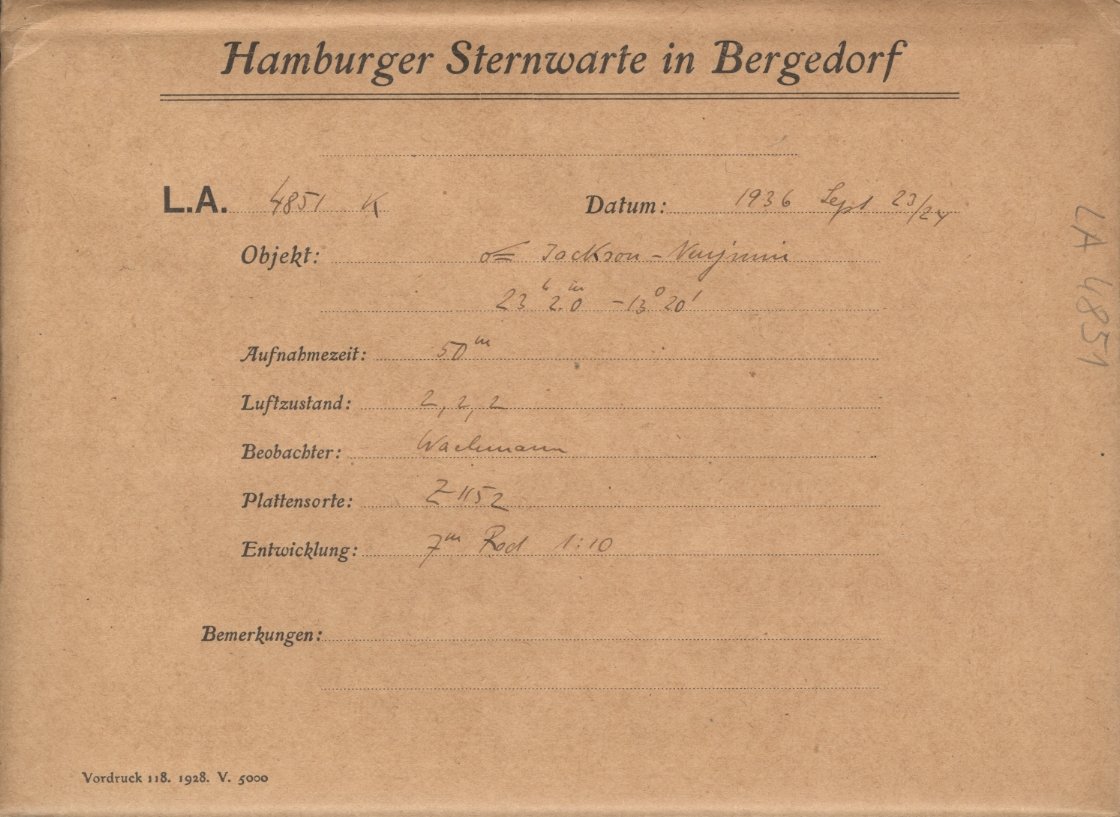 Hamburger Sternwarte in Bergedorf
L.A. 4851 K Datum: 1936 Sept 23/24
Objekt: ☄ Jackson-Neujmin
23h 2.m0 -13° 20'
Aufnahmezeit: 50m
Luftzustand: 2, 2, 2
Beobachter: Wachmann
Plattensorte: Z 1152
Entwicklung: 7m Rod 1:10
Bemerkungen:
Vordruck 118. 1928. V. 5000
LA 4851